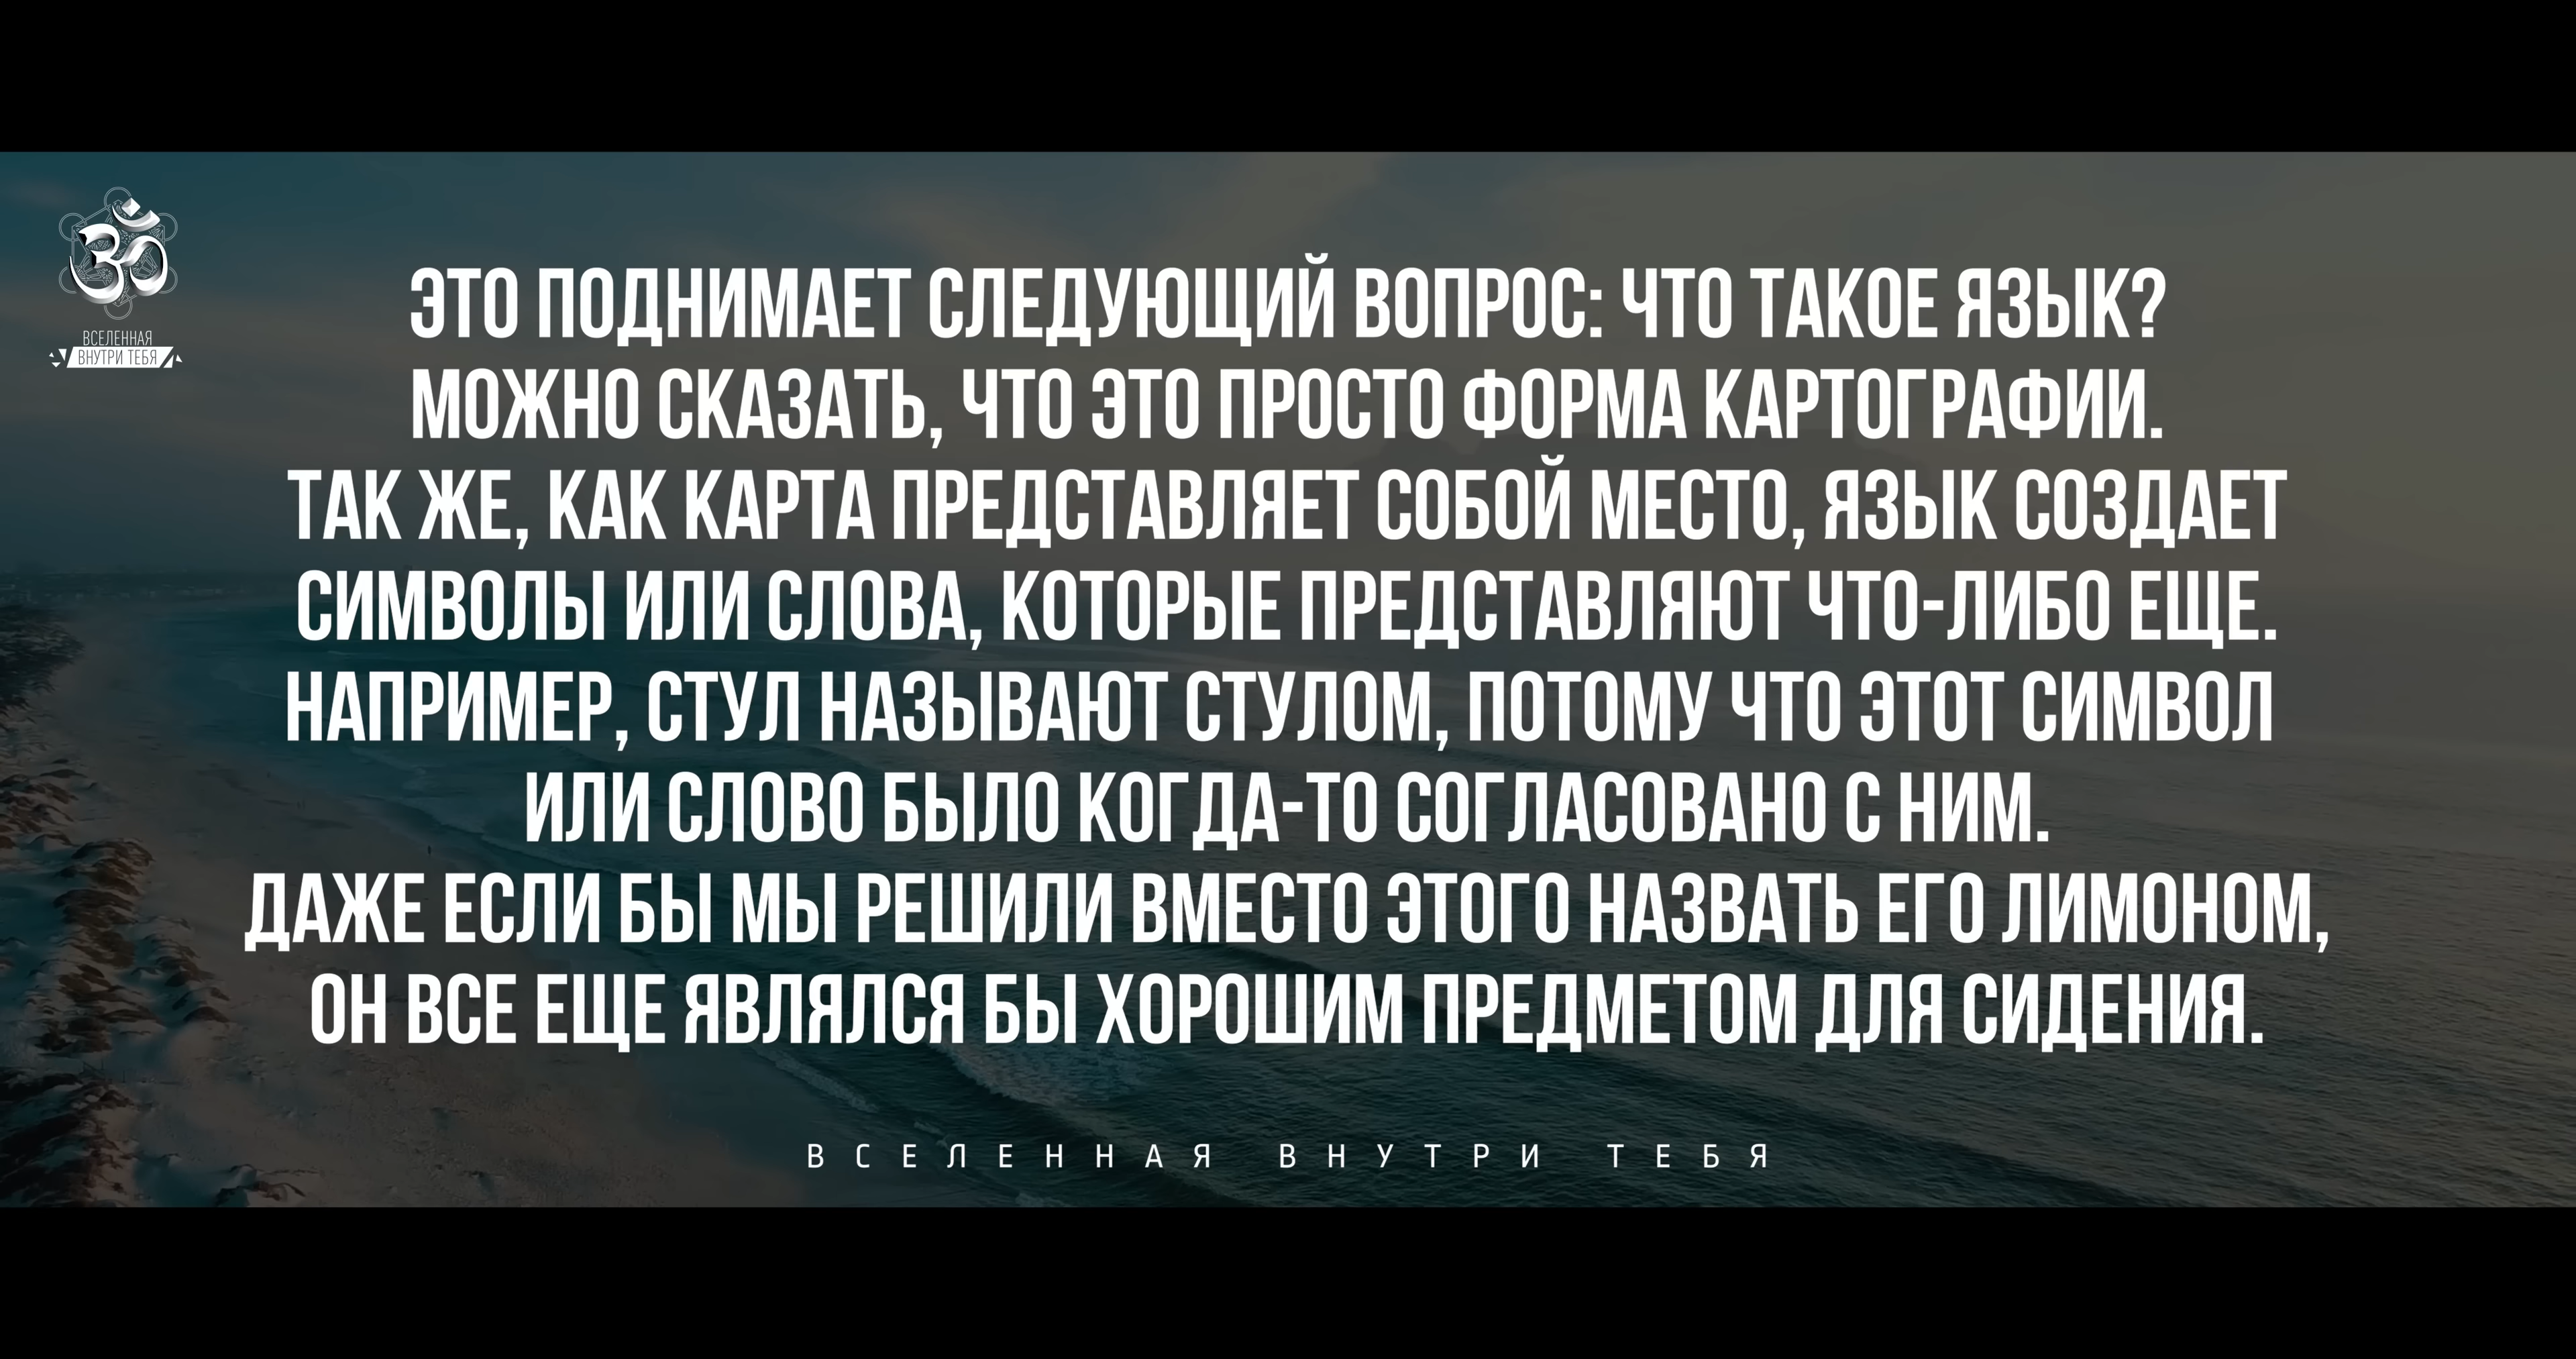 ВСЕЛЕННАЯ
ВНУТРИ ТЕБЯ
ЭТО ПОДНИМАЕТ СЛЕДУЮЩИЙ ВОПРОС: ЧТО ТАКОЕ ЯЗЫК?
МОЖНО СКАЗАТЬ, ЧТО ЭТО ПРОСТО ФОРМА КАРТОГРАФИИ.
ТАК ЖЕ, КАК КАРТА ПРЕДСТАВЛЯЕТ СОБОЙ МЕСТО, ЯЗЫК СОЗДАЕТ
СИМВОЛЫ ИЛИ СЛОВА, КОТОРЫЕ ПРЕДСТАВЛЯЮТ ЧТО-ЛИБО ЕЩЕ.
НАПРИМЕР, СТУЛ НАЗЫВАЮТ СТУЛОМ, ПОТОМУ ЧТО ЭТОТ СИМВОЛ
ИЛИ СЛОВО БЫЛО КОГДА-ТО СОГЛАСОВАНО С НИМ.
ДАЖЕ ЕСЛИ БЫ МЫ РЕШИЛИ ВМЕСТО ЭТОГО НАЗВАТЬ ЕГО ЛИМОНОМ,
ОН ВСЕ ЕЩЕ ЯВЛЯЛСЯ БЫ ХОРОШИМ ПРЕДМЕТОМ ДЛЯ СИДЕНИЯ.
ВСЕЛЕННАЯ ВНУТРИ ТЕБЯ